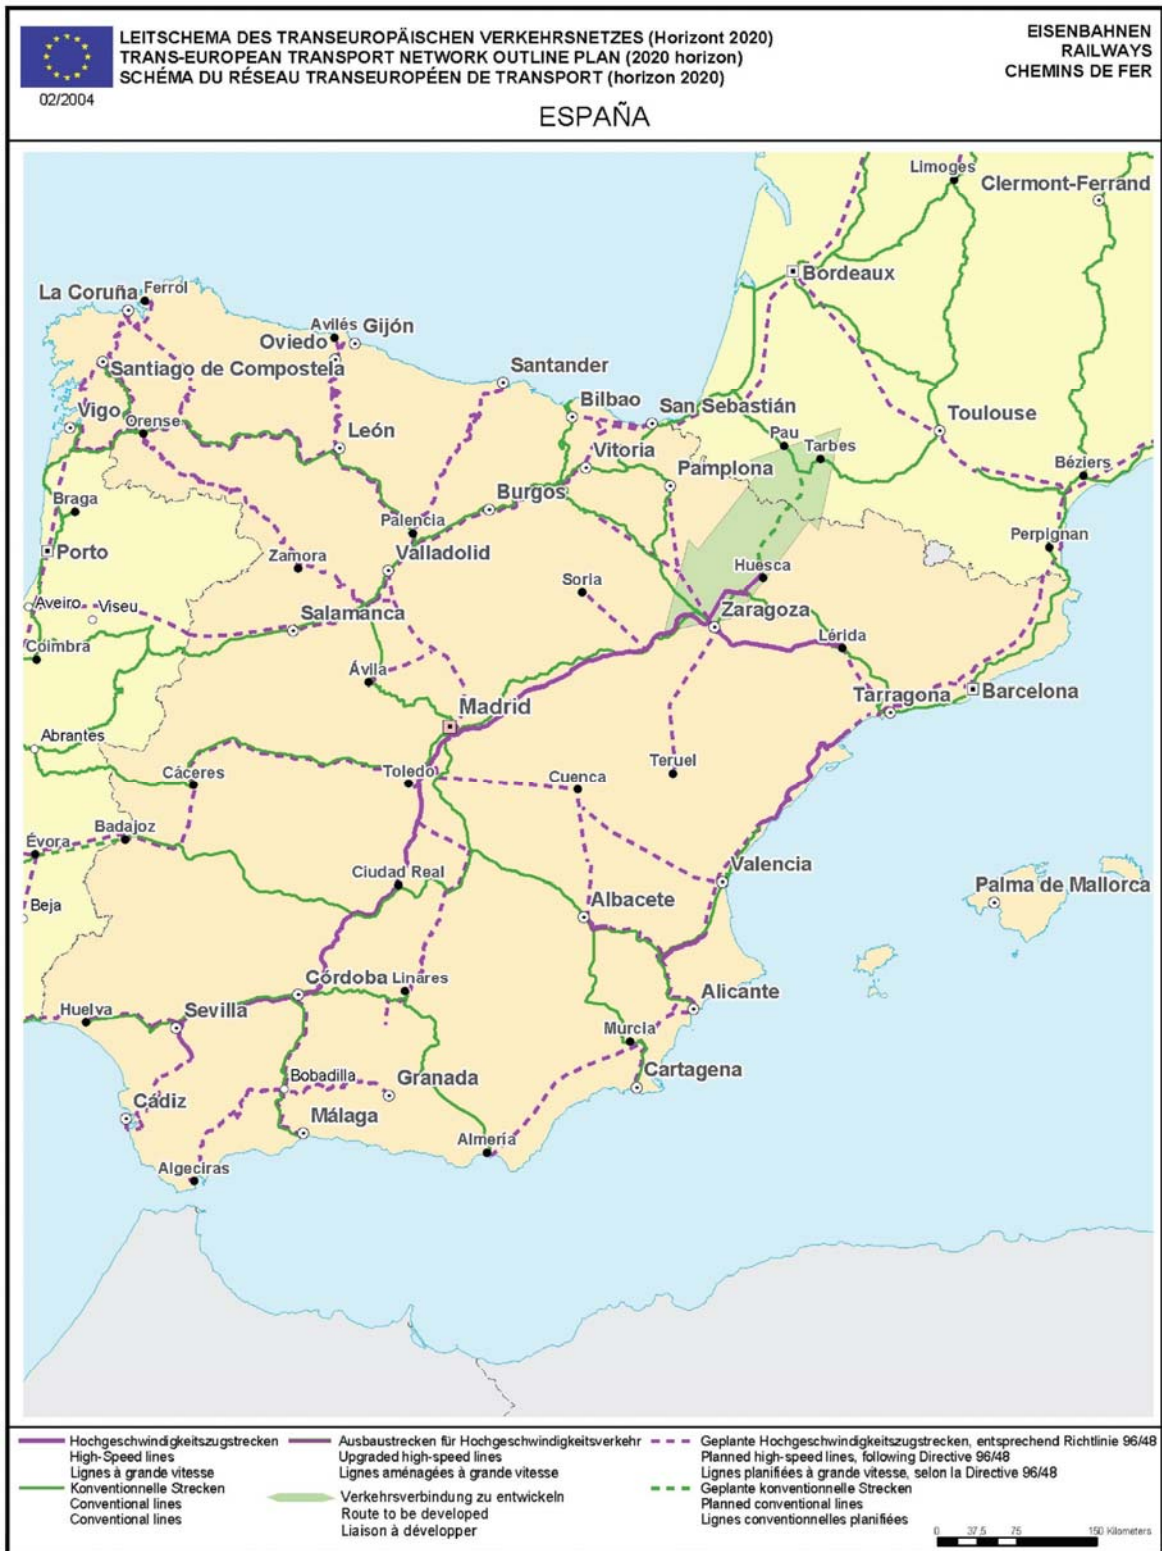 LEITSCHEMA DES TRANSEUROPÄISCHEN VERKEHRSNETZES (Horizont 2020)
TRANS-EUROPEAN TRANSPORT NETWORK OUTLINE PLAN (2020 horizon)
SCHÉMA DU RÉSEAU TRANSEUROPÉEN DE TRANSPORT (horizon 2020)
EISENBAHNEN
RAILWAYS
CHEMINS DE FER
02/2004
ESPAÑA
Limoges
Clermont-Ferrand
Bordeaux
La Coruña
Ferrol
Avilés
Gijón
Oviedo
Santiago de Compostela
Santander
Bilbao
San Sebastián
Vigo
Orense
León
Vitoria
Pau
Tarbes
Toulouse
Pamplona
Béziers
Braga
Burgos
Palencia
Porto
Zamora
Valladolid
Perpignan
Soria
Huesca
Aveiro
Viseu
Salamanca
Zaragoza
Coimbra
Lérida
Ávila
Madrid
Tarragona
Barcelona
Abrantes
Cáceres
Toledo
Cuenca
Teruel
Évora
Badajoz
Ciudad Real
Valencia
Palma de Mallorca
Beja
Albacete
Córdoba
Linares
Alicante
Huelva
Sevilla
Murcia
Cartagena
Bobadilla
Granada
Cádiz
Málaga
Almería
Algeciras
Hochgeschwindigkeitszugstrecken
High-Speed lines
Lignes à grande vitesse
Konventionnelle Strecken
Conventional lines
Conventional lines
Ausbaustrecken für Hochgeschwindigkeitsverkehr
Upgraded high-speed lines
Lignes aménagées à grande vitesse
Verkehrsverbindung zu entwickeln
Route to be developed
Liaison à développer
Geplante Hochgeschwindigkeitszugstrecken, entsprechend Richtlinie 96/48
Planned high-speed lines, following Directive 96/48
Lignes planifiées à grande vitesse, selon la Directive 96/48
Geplante konventionelle Strecken
Planned conventional lines
Lignes conventionnelles planifiées
0 37,5 75 150 Kilometers